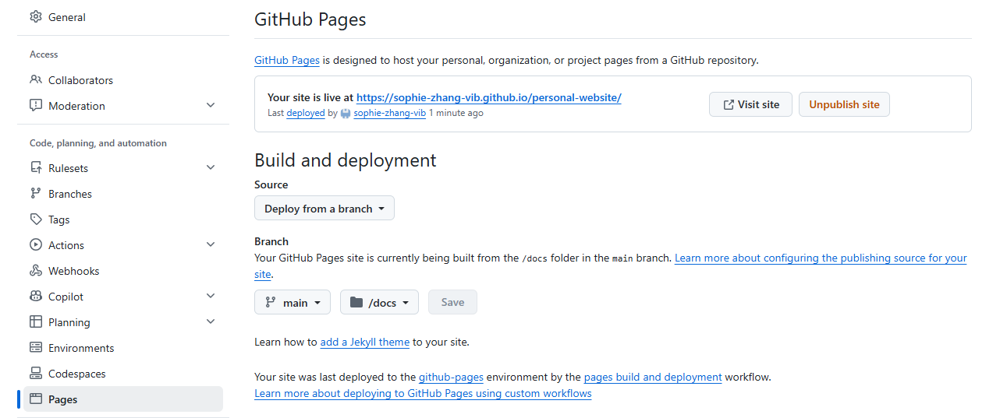 General
Access
Collaborators
Moderation
Code, planning, and automation
Rulesets
Branches
Tags
Actions
Webhooks
Copilot
Planning
Environments
Codespaces
Pages
GitHub Pages
GitHub Pages is designed to host your personal, organization, or project pages from a GitHub repository.
Your site is live at https://sophie-zhang-vib.github.io/personal-website/
Last deployed by sophie-zhang-vib 1 minute ago
Visit site
Unpublish site
Build and deployment
Source
Deploy from a branch
Branch
Your GitHub Pages site is currently being built from the /docs folder in the main branch. Learn more about configuring the publishing source for your
site.
main
/docs
Save
Learn how to add a Jekyll theme to your site.
Your site was last deployed to the github-pages environment by the pages build and deployment workflow.
Learn more about deploying to GitHub Pages using custom workflows